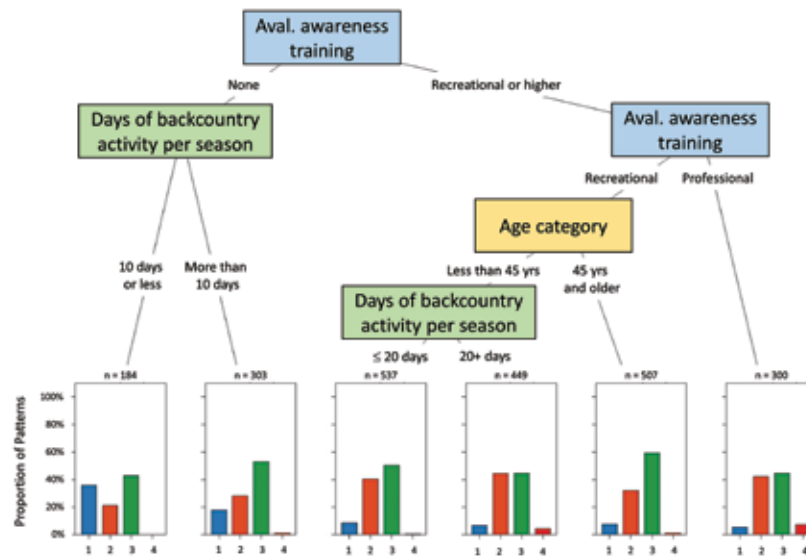 Aval. awareness
training
None
Recreational or higher
Days of backcountry
activity per season
Aval. awareness
training
Recreational
Professional
Age category
10 days
or less
More than
10 days
Less than 45 yrs
45 yrs
and older
Days of backcountry
activity per season
≤ 20 days
20+ days
n = 184
n = 303
n = 537
n = 449
n = 507
n = 300
Proportion of Patterns
100%
80%
60%
40%
20%
0%
1 2 3 4
1 2 3 4
1 2 3 4
1 2 3 4
1 2 3 4
1 2 3 4